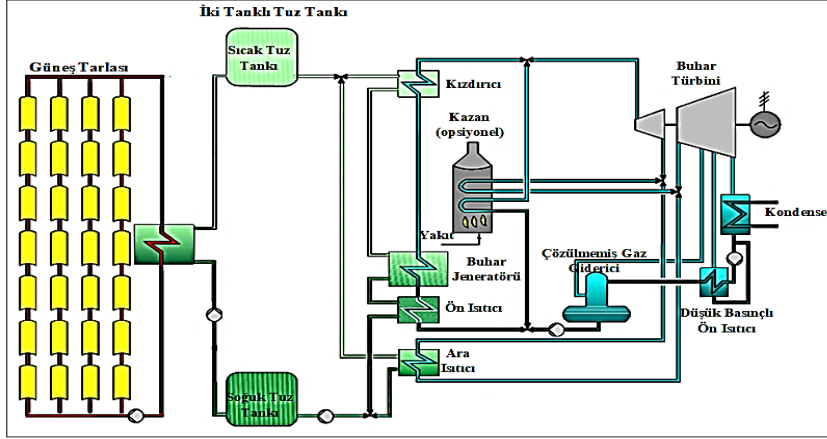 İki Tanklı Tuz Tankı
Güneş Tarlası
Sıcak Tuz
Tankı
Kızdırıcı
Buhar
Türbini
Kazan
(opsiyonel)
Yakıt
Kondenser
Buhar
Jeneratörü
Çözülmemiş Gaz
Giderici
Ön Isıtıcı
Düşük Basınçlı
Ön Isıtıcı
Ara
Isıtıcı
Soğuk Tuz
Tankı